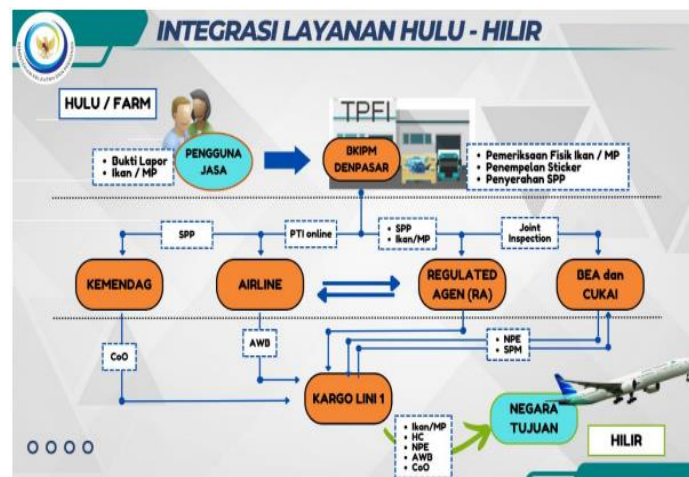 INTEGRASI LAYANAN HULU - HILIR
HULU / FARM
TPFI
• Bukti Lapor
• Ikan / MP
PENGGUNA
JASA
BKIPM
DENPASAR
• Pemeriksaan Fisik Ikan / MP
• Penempelan Sticker
• Penyerahan SPP
SPP
PTI online
• SPP
• Ikan/MP
Joint
Inspection
KEMENDAG
AIRLINE
REGULATED
AGEN (RA)
BEA dan
CUKAI
CoO
AWB
• NPE
• SPM
KARGO LINI 1
• Ikan/MP
• HC
• NPE
• AWB
• CoO
NEGARA
TUJUAN
HILIR